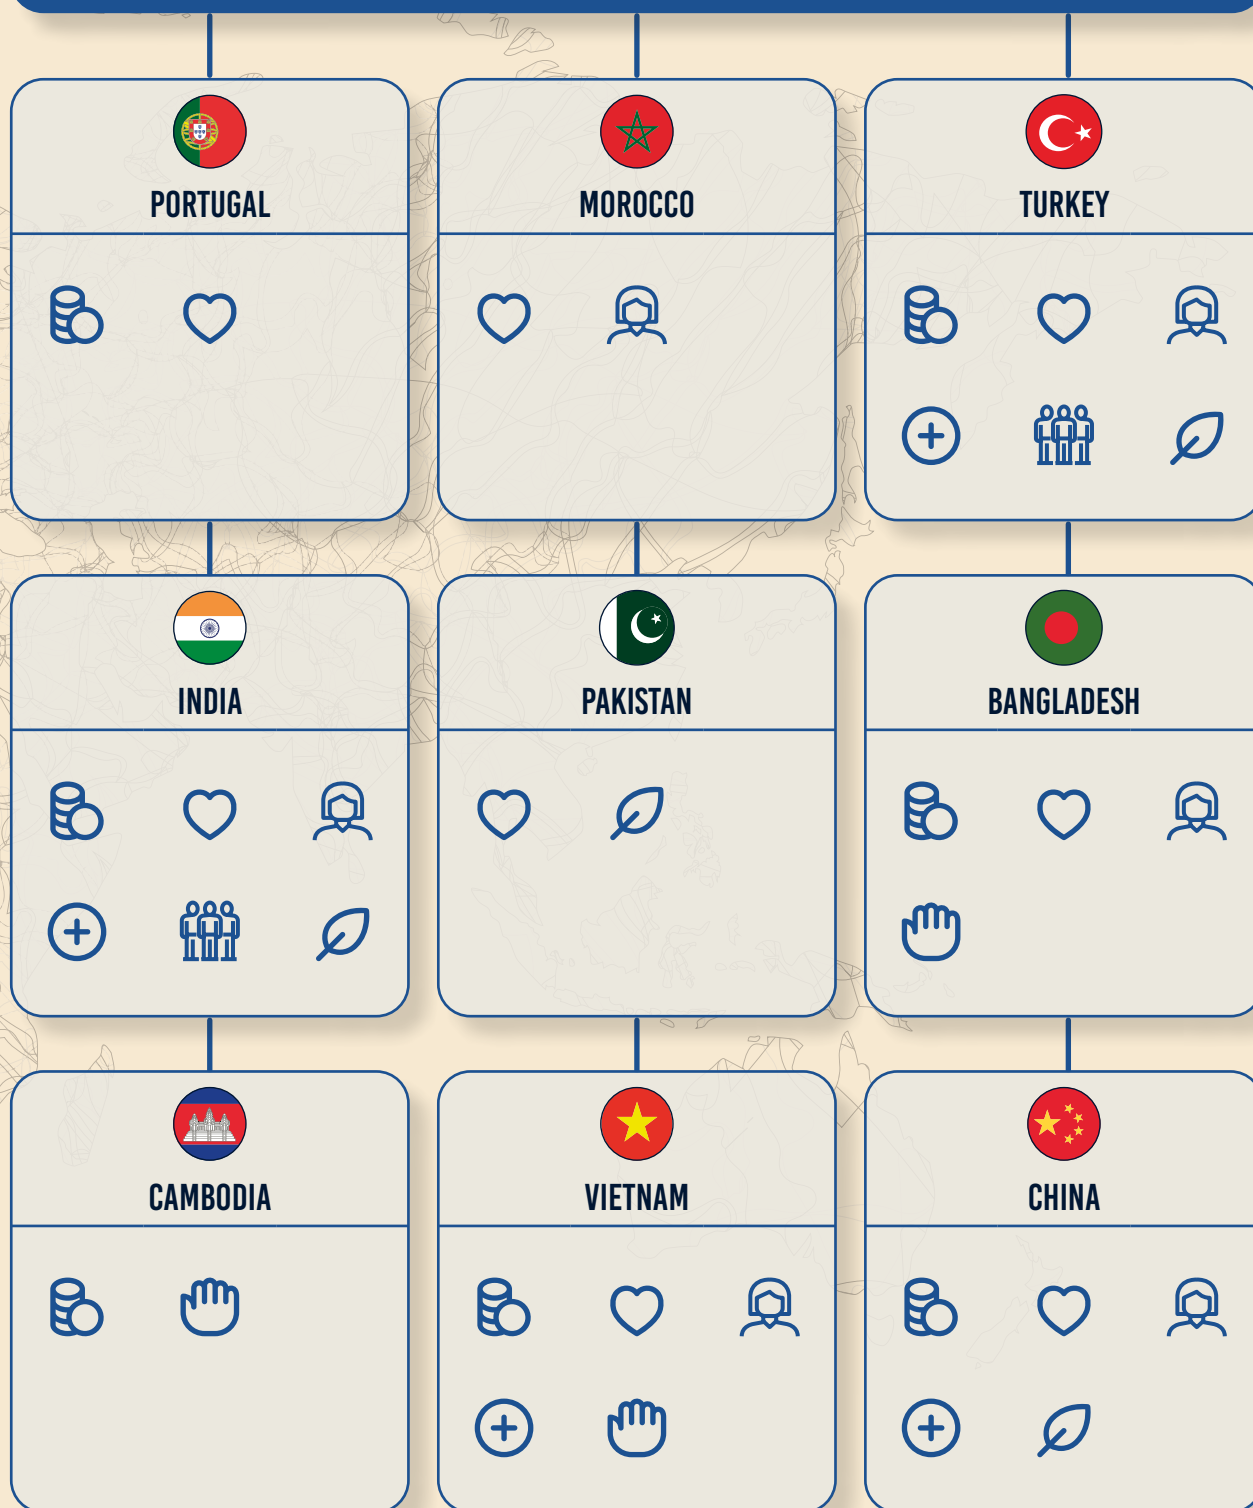 PORTUGAL
MOROCCO
TURKEY
INDIA
PAKISTAN
BANGLADESH
CAMBODIA
VIETNAM
CHINA